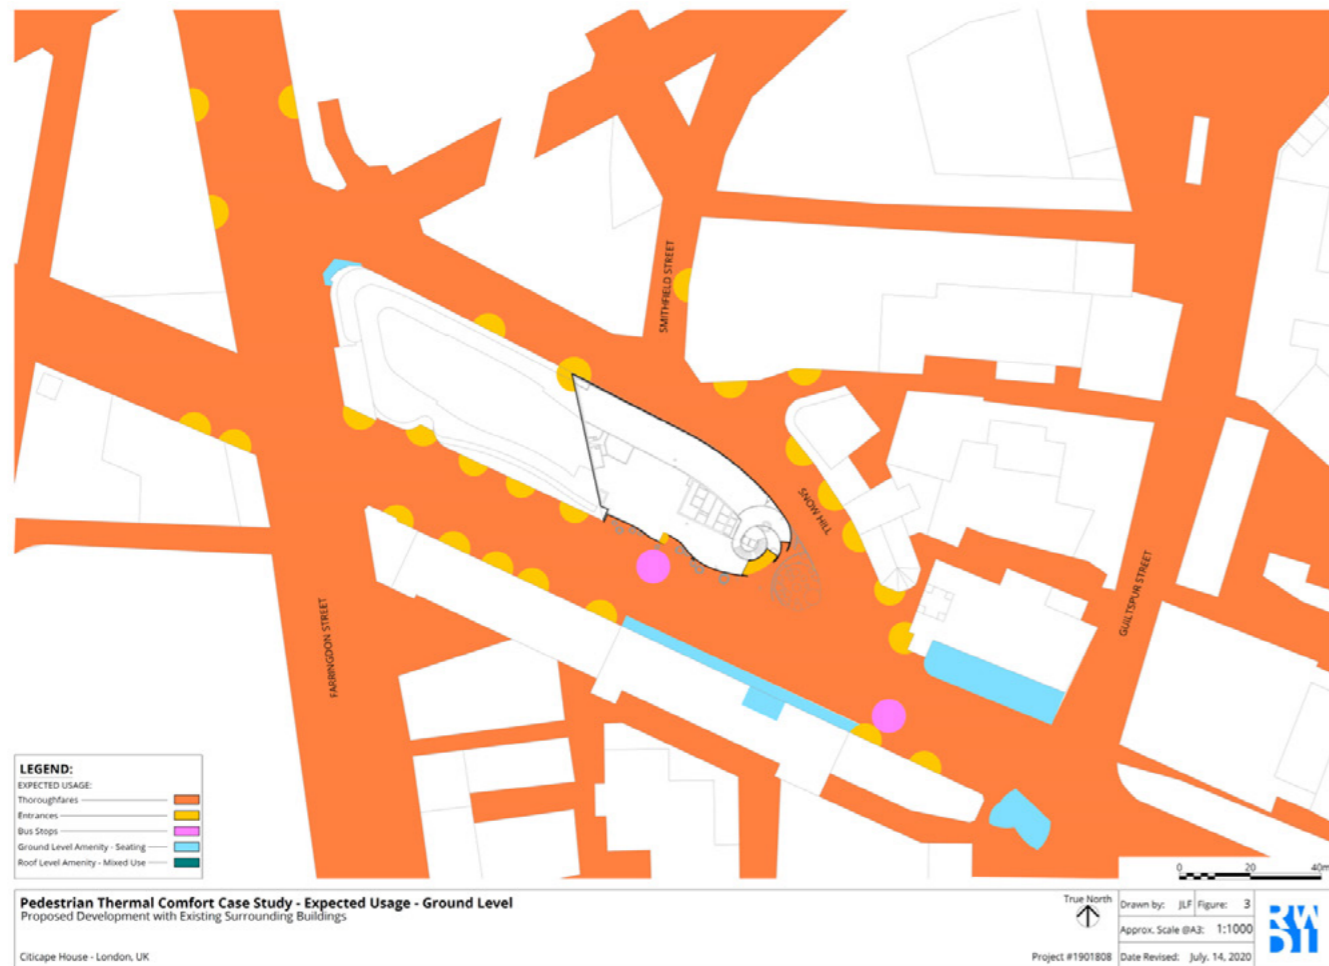 SMITHFIELD STREET
SNOW HILL
GUILTSPUR STREET
FARRINGDON STREET
LEGEND:
EXPECTED USAGE:
Thoroughfares
Entrances
Bus Stops
Ground Level Amenity - Seating
Roof Level Amenity - Mixed Use
0 20 40m
Pedestrian Thermal Comfort Case Study - Expected Usage - Ground Level
Proposed Development with Existing Surrounding Buildings
Citicape House - London, UK
True North
Project #1901808
Drawn by: JLF Figure: 3
Approx. Scale @A3: 1:1000
Date Revised: July. 14, 2020
RW
DI